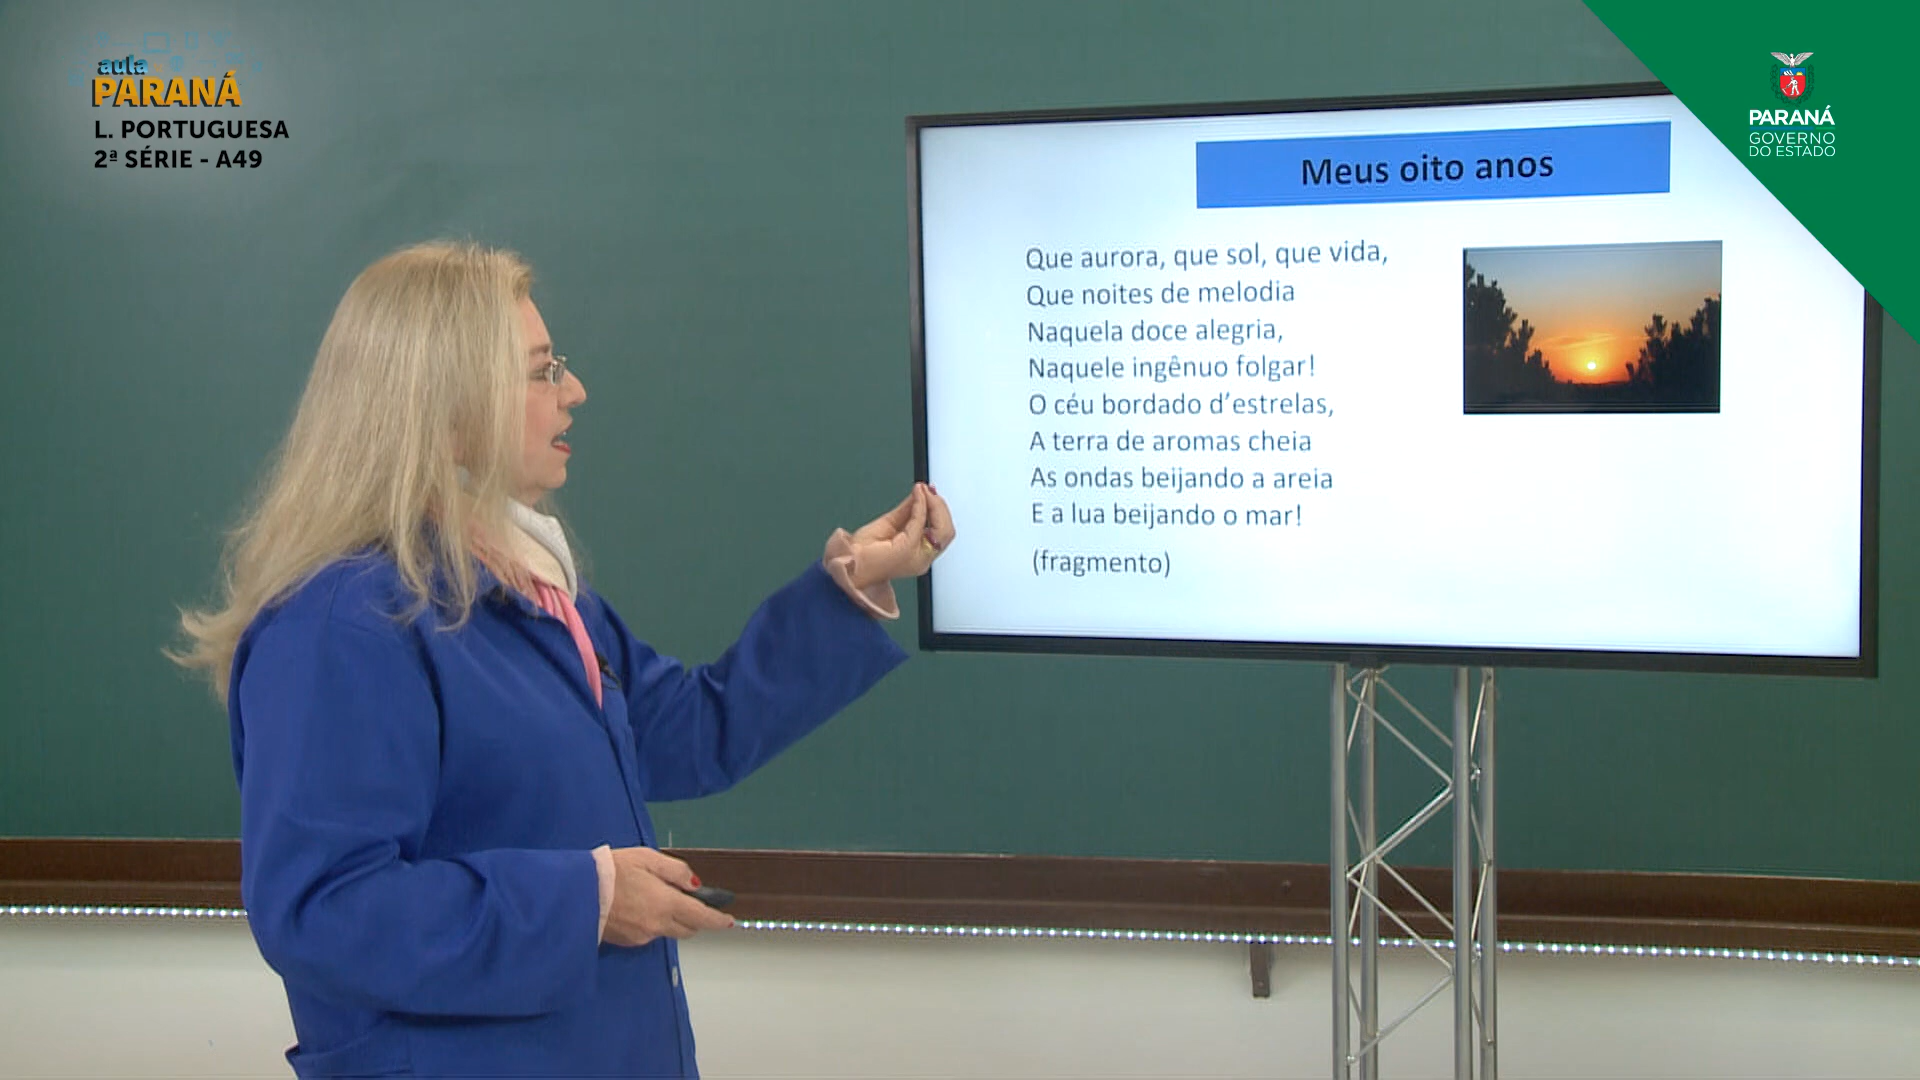 aula
PARANÁ
L. PORTUGUESA
2ª SÉRIE - A49
PARANÁ
GOVERNO
DO ESTADO
Meus oito anos
Que aurora, que sol, que vida,
Que noites de melodia
Naquela doce alegria,
Naquele ingênuo folgar!
O céu bordado d’estrelas,
A terra de aromas cheia
As ondas beijando a areia
E a lua beijando o mar!
(fragmento)